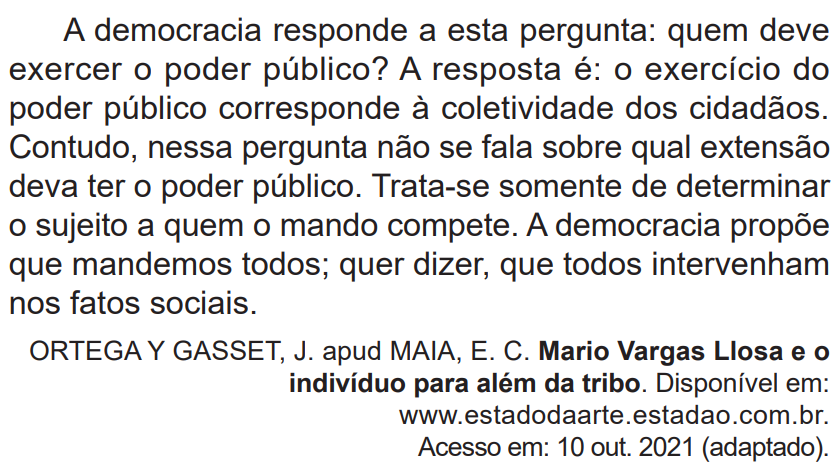 A democracia responde a esta pergunta: quem deve
exercer o poder público? A resposta é: o exercício do
poder público corresponde à coletividade dos cidadãos.
Contudo, nessa pergunta não se fala sobre qual extensão
deva ter o poder público. Trata-se somente de determinar
o sujeito a quem o mando compete. A democracia propõe
que mandemos todos; quer dizer, que todos intervenham
nos fatos sociais.
ORTEGA Y GASSET, J. apud MAIA, E. C. Mario Vargas Llosa e o
indivíduo para além da tribo. Disponível em:
www.estadodaarte.estadao.com.br.
Acesso em: 10 out. 2021 (adaptado).